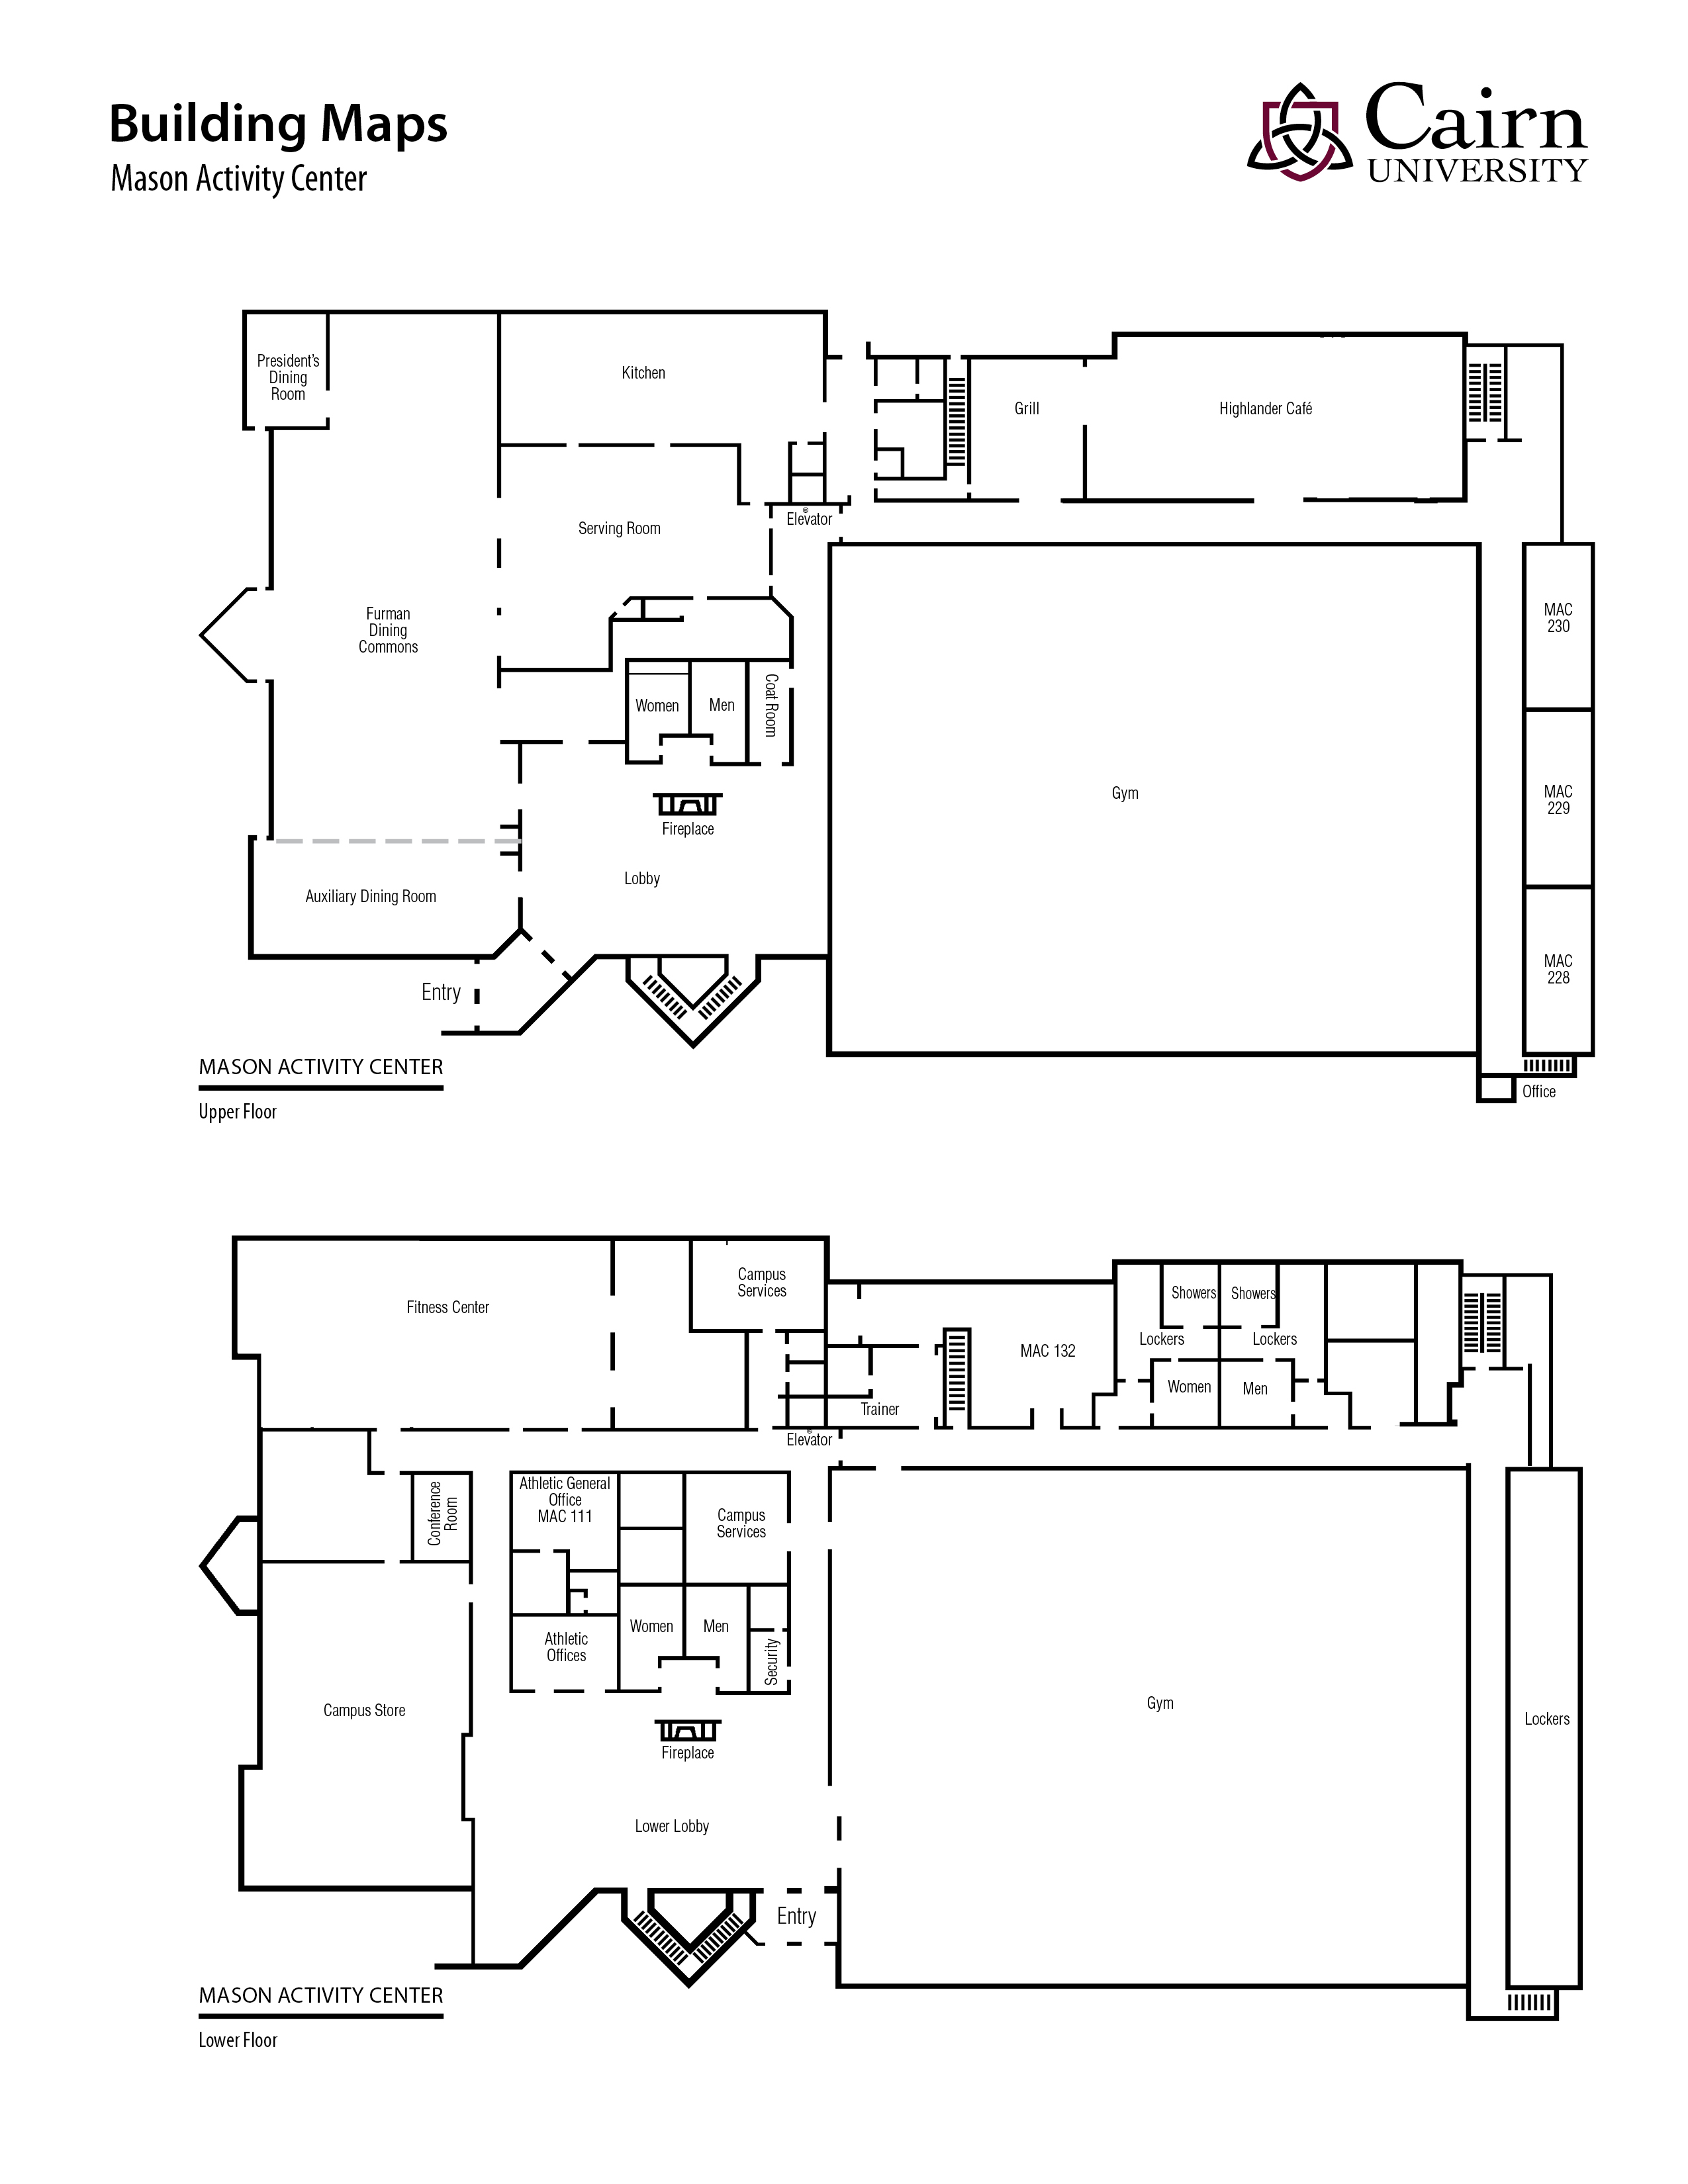 Building Maps
Mason Activity Center
Cairn
UNIVERSITY
President's
Dining
Room
Kitchen
Grill
Highlander Café
Serving Room
Elevator
Furman
Dining
Commons
Women
Men
Coat Room
Fireplace
Lobby
Auxiliary Dining Room
Entry
Gym
MAC
230
MAC
229
MAC
228
Office
MASON ACTIVITY CENTER
Upper Floor
Fitness Center
Campus
Services
MAC 132
Showers
Showers
Lockers
Lockers
Women
Men
Trainer
Elevator
Conference
Room
Athletic General
Office
MAC 111
Campus
Services
Women
Men
Security
Athletic
Offices
Campus Store
Fireplace
Lower Lobby
Entry
Gym
Lockers
MASON ACTIVITY CENTER
Lower Floor